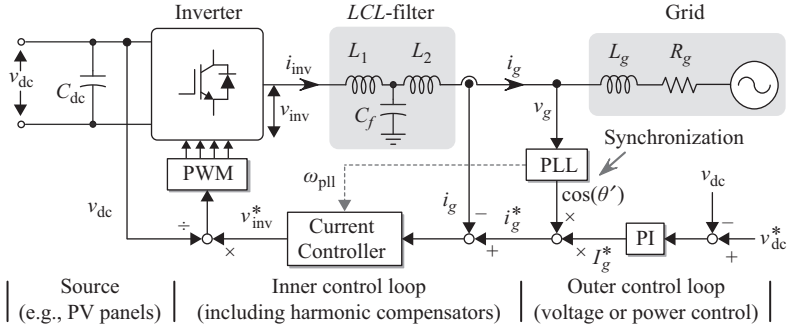 Inverter
LCL-filter
Grid
v_dc
C_dc
i_inv
v_inv
L_1
L_2
C_f
i_g
v_g
L_g
R_g
Synchronization
PWM
PLL
ω_pll
cos(θ′)
v_dc
v_dc
÷
×
v*_inv
Current
Controller
i_g
−
+
i*_g
×
×
I*_g
PI
−
+
v*_dc
Source
(e.g., PV panels)
Inner control loop
(including harmonic compensators)
Outer control loop
(voltage or power control)